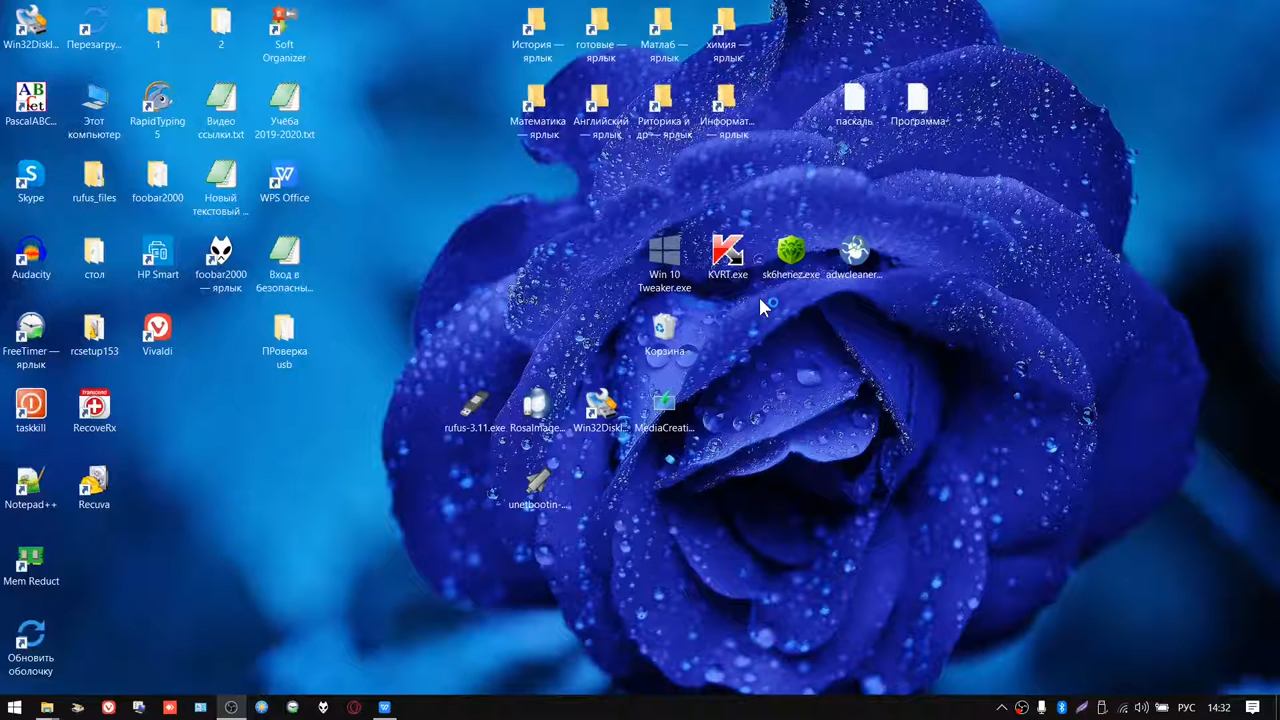 Win32DiskI...
Перезагру...
1
2
Soft
Organizer
История —
ярлык
готовые —
ярлык
Матлаб —
ярлык
химия —
ярлык
PascalABC...
Этот
компьютер
RapidTyping
5
Видео
ссылки.txt
Учёба
2019-2020.txt
Математика
— ярлык
Английский
— ярлык
Риторика и
др — ярлык
Информат...
— ярлык
паскаль
Программа
Skype
rufus_files
foobar2000
Новый
текстовый ...
WPS Office
Audacity
стол
HP Smart
foobar2000
— ярлык
Вход в
безопасны...
Win 10
Tweaker.exe
KVRT.exe
sk6heriez.exe
adwcleaner...
FreeTimer —
ярлык
rcsetup153
Vivaldi
ПРоверка
usb
Корзина
taskkill
RecoveRx
rufus-3.11.exe
RosaImage...
Win32DiskI...
MediaCreati...
Notepad++
Recuva
unetbootin-...
Mem Reduct
Обновить
оболочку
РУС
14:32